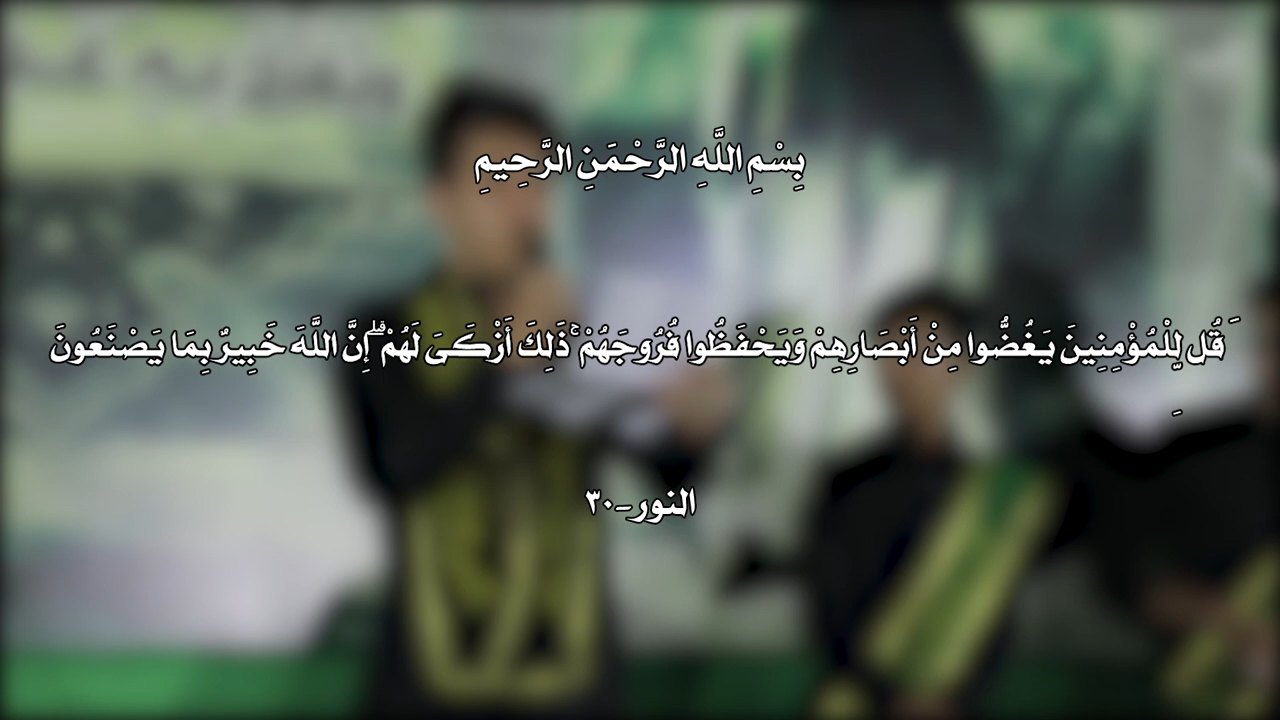 بِسْمِ اللَّهِ الرَّحْمَنِ الرَّحِيمِ
قُل لِّلْمُؤْمِنِينَ يَغُضُّوا مِنْ أَبْصَارِهِمْ وَيَحْفَظُوا فُرُوجَهُمْ ۚ ذَلِكَ أَزْكَىَ لَهُمْ ۗ إِنَّ اللَّهَ خَبِيرٌ بِمَا يَصْنَعُونَ
النور-٣٠